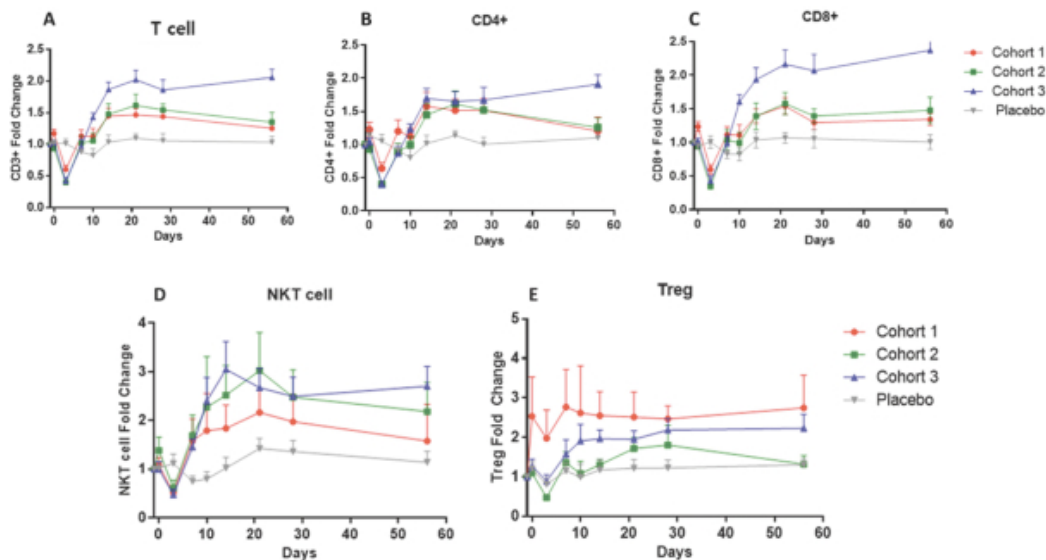 A
T cell
CD3+ Fold Change
2.5
2.0
1.5
1.0
0.5
0.0
0 10 20 30 40 50 60
Days
B
CD4+
CD4+ Fold Change
2.5
2.0
1.5
1.0
0.5
0.0
0 10 20 30 40 50 60
Days
C
CD8+
CD8+ Fold Change
2.5
2.0
1.5
1.0
0.5
0.0
0 10 20 30 40 50 60
Days
Cohort 1
Cohort 2
Cohort 3
Placebo
D
NKT cell
NKT cell Fold Change
4
3
2
1
0
0 10 20 30 40 50 60
Days
E
Treg
Treg Fold Change
5
4
3
2
1
0
0 10 20 30 40 50 60
Days
Cohort 1
Cohort 2
Cohort 3
Placebo